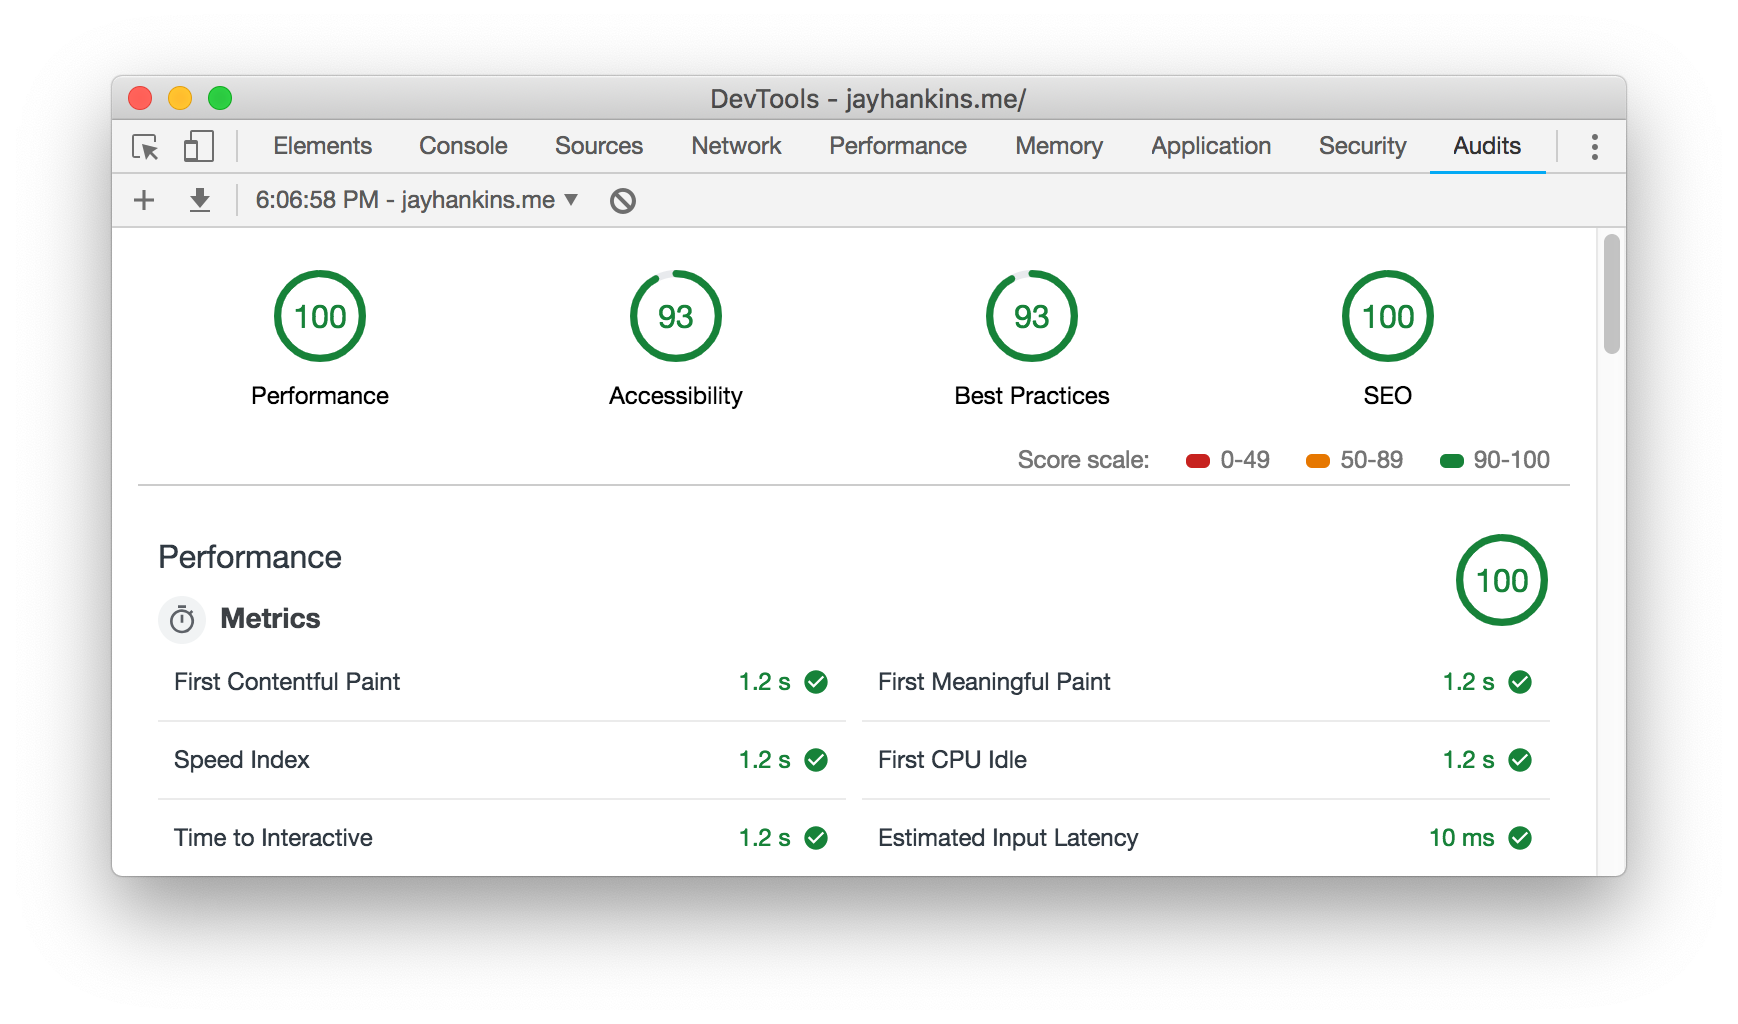 DevTools - jayhankins.me/
Elements Console Sources Network Performance Memory Application Security Audits
6:06:58 PM - jayhankins.me
100 93 93 100
Performance Accessibility Best Practices SEO
Score scale: 0-49 50-89 90-100
Performance 100
Metrics
First Contentful Paint 1.2 s First Meaningful Paint 1.2 s
Speed Index 1.2 s First CPU Idle 1.2 s
Time to Interactive 1.2 s Estimated Input Latency 10 ms